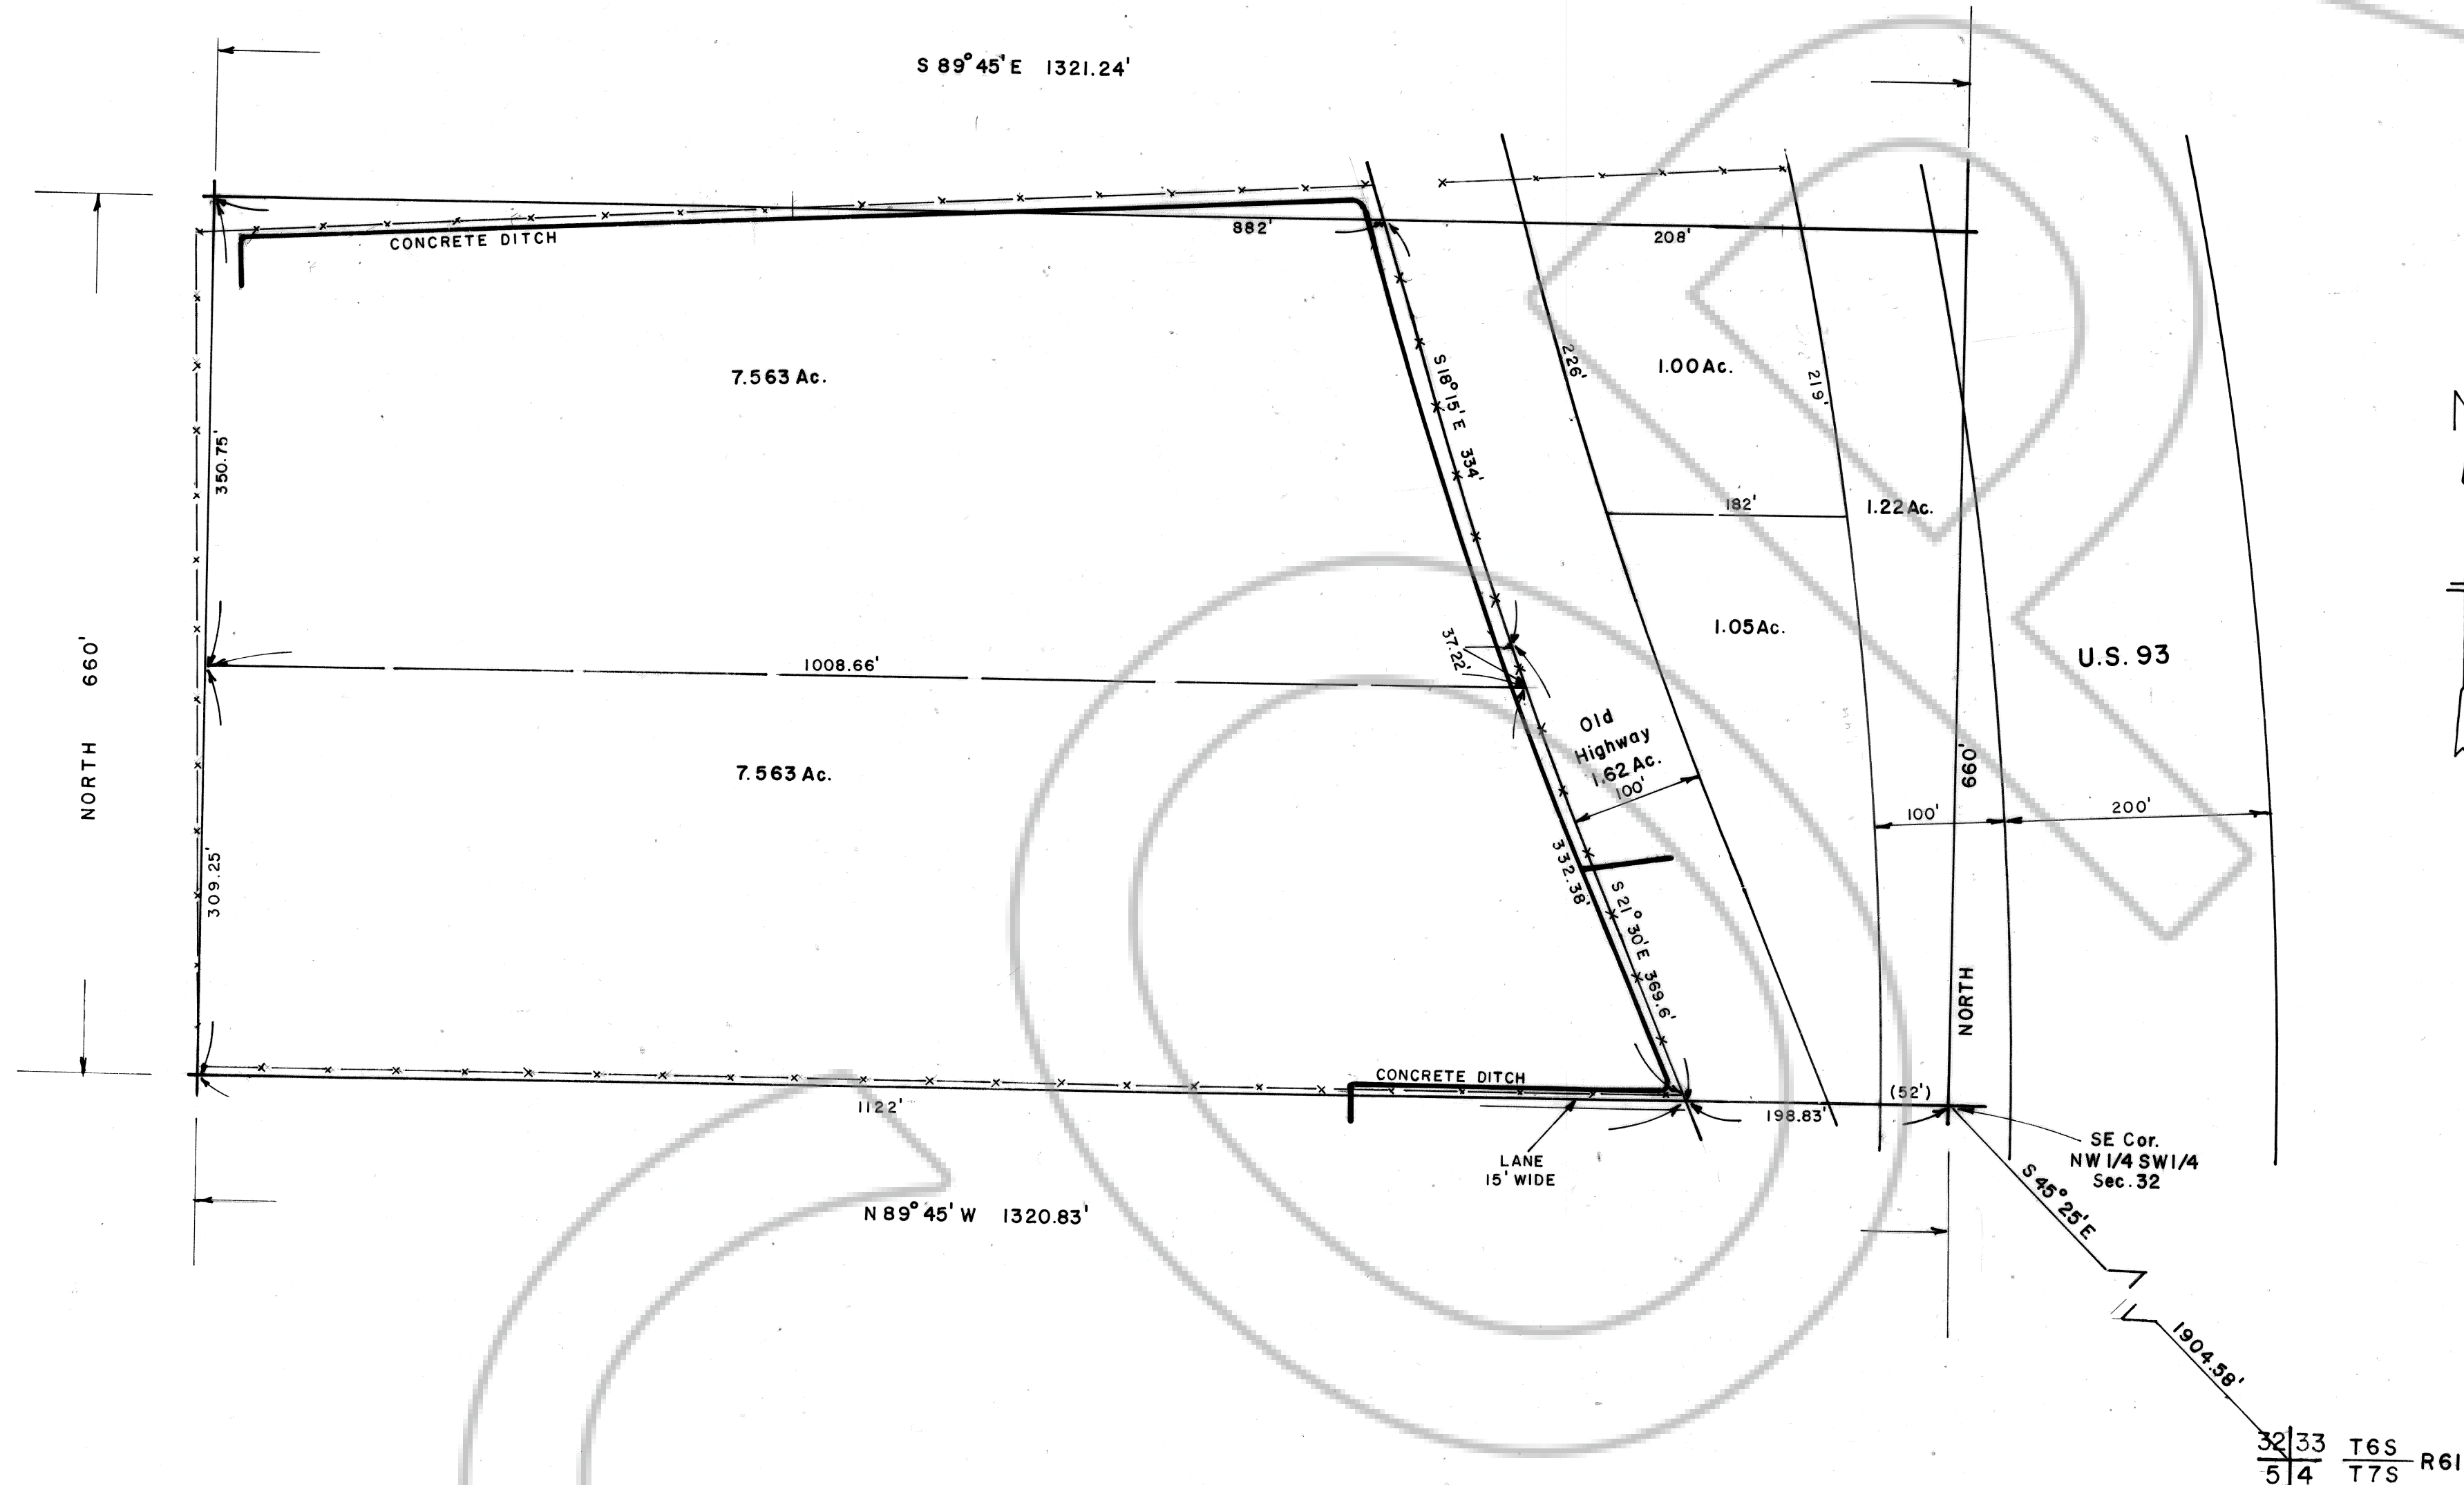 S 89°45'E 1321.24'
882'
208'
CONCRETE DITCH
7.563 Ac.
350.75'
S 18°15'E 334'
226'
1.00 Ac.
219'
182'
1.22 Ac.
1.05 Ac.
U.S. 93
NORTH 660'
1008.66'
37.22'
Old
Highway
1.62 Ac.
100'
660'
100'
200'
7.563 Ac.
309.25'
332.38'
S 21°30'E 369.6'
NORTH
CONCRETE DITCH
(52')
1122'
198.83'
LANE
15' WIDE
SE Cor.
NW 1/4 SW 1/4
Sec. 32
N 89°45' W 1320.83'
S 45°25'E
1904.58'
32 33
5 4
T6S
T7S
R61